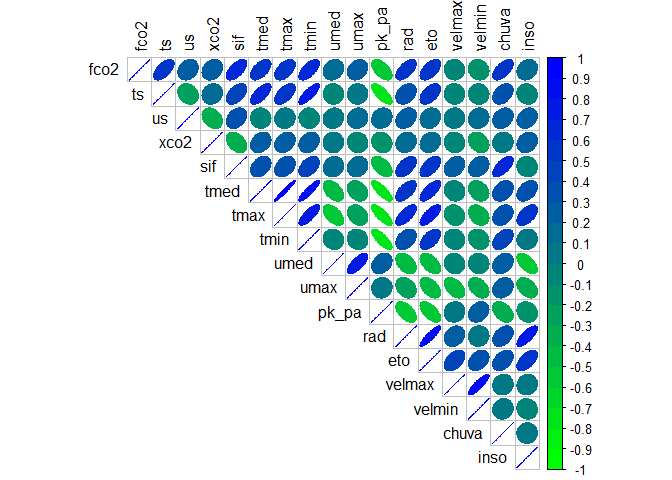 fco2 ts us xco2 sif tmed tmax tmin umed umax pk_pa rad eto velmax velmin chuva inso
fco2
ts
us
xco2
sif
tmed
tmax
tmin
umed
umax
pk_pa
rad
eto
velmax
velmin
chuva
inso
1
0.9
0.8
0.7
0.6
0.5
0.4
0.3
0.2
0.1
0
-0.1
-0.2
-0.3
-0.4
-0.5
-0.6
-0.7
-0.8
-0.9
-1